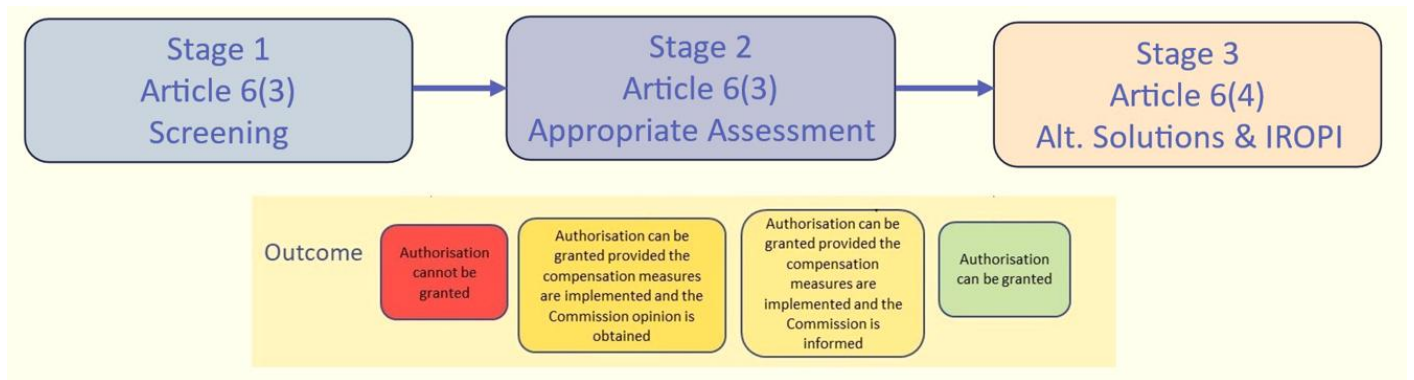 Stage 1
Article 6(3)
Screening
Stage 2
Article 6(3)
Appropriate Assessment
Stage 3
Article 6(4)
Alt. Solutions & IROPI
Outcome
Authorisation
cannot be
granted
Authorisation can be
granted provided the
compensation measures
are implemented and the
Commission opinion is
obtained
Authorisation can be
granted provided the
compensation
measures are
implemented and the
Commission is
informed
Authorisation
can be granted